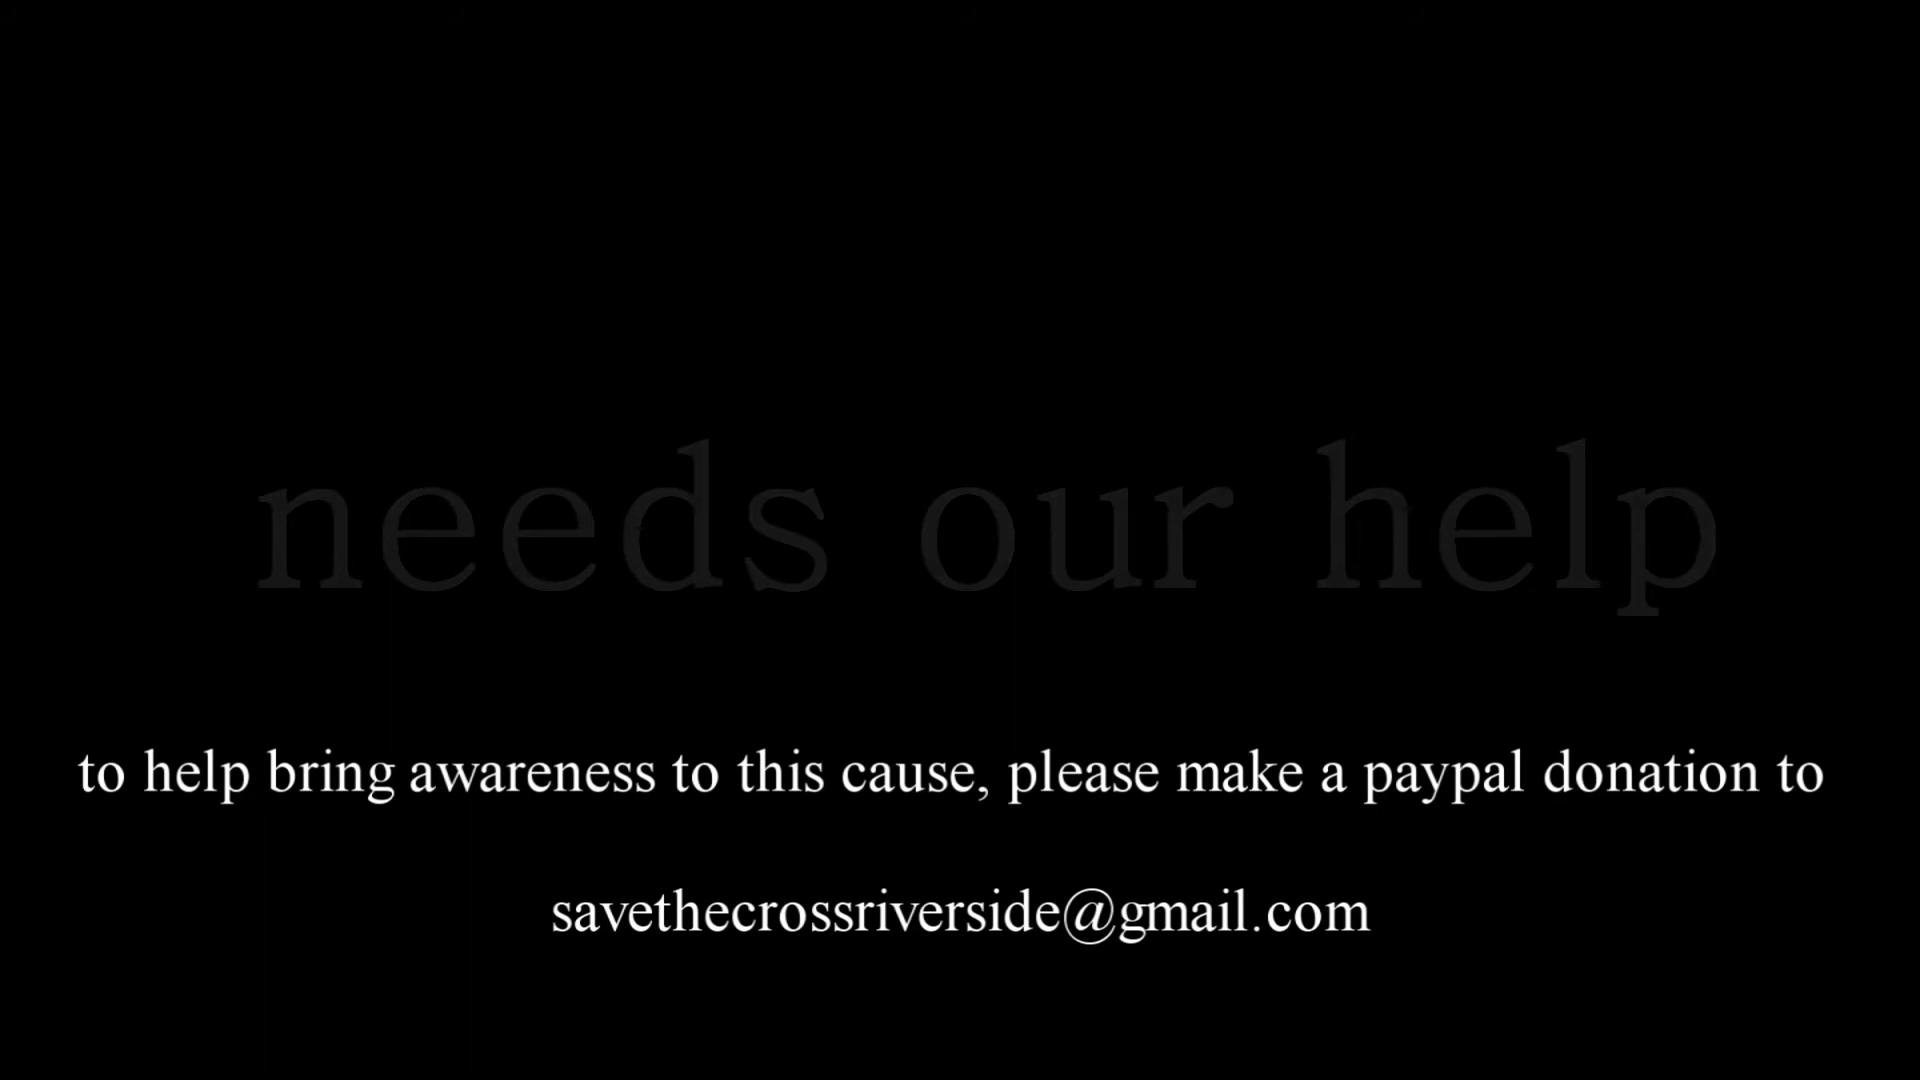 needs our help
to help bring awareness to this cause, please make a paypal donation to
savethecrossriverside@gmail.com